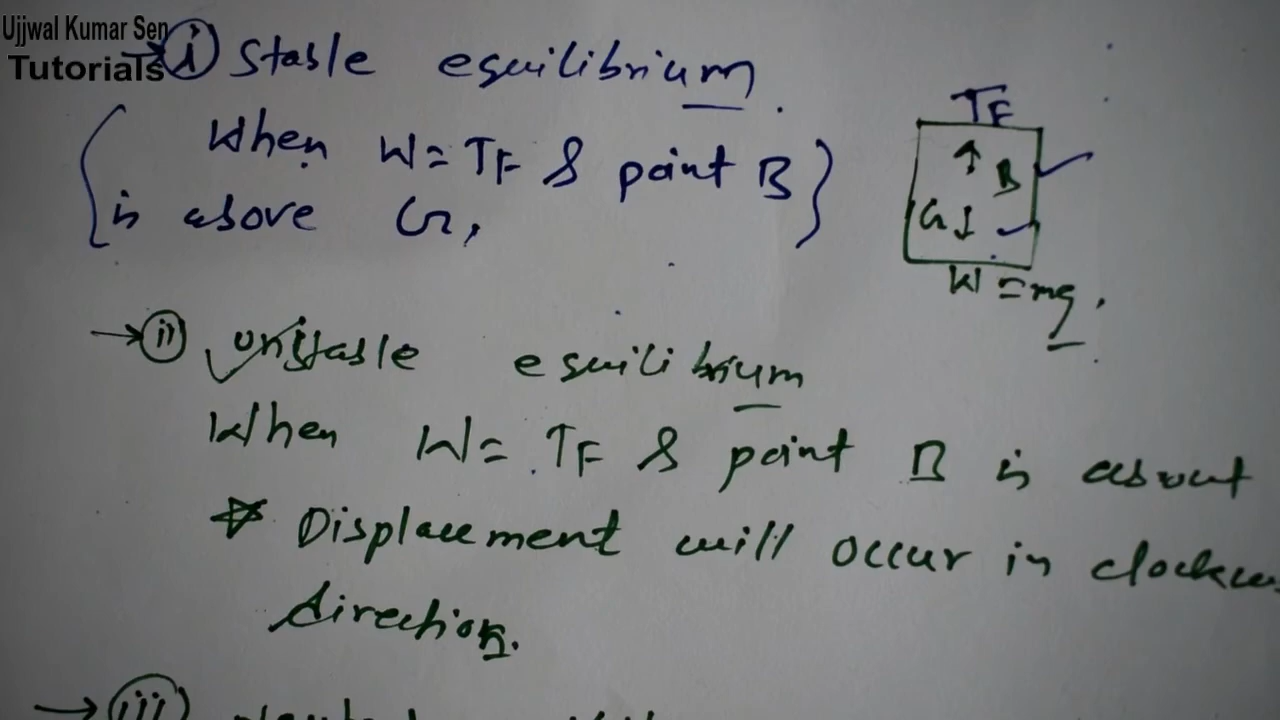 Ujjwal Kumar Sen
Tutorials
→ i) Stable equilibrium.
When W = TF & point B
is above G,
TF
↑ B
G ↓
W = mg.
→ ii) unstable equilibrium
When W = TF & point B is about
* Displacement will occur in clockwis
direction.
→ iii)